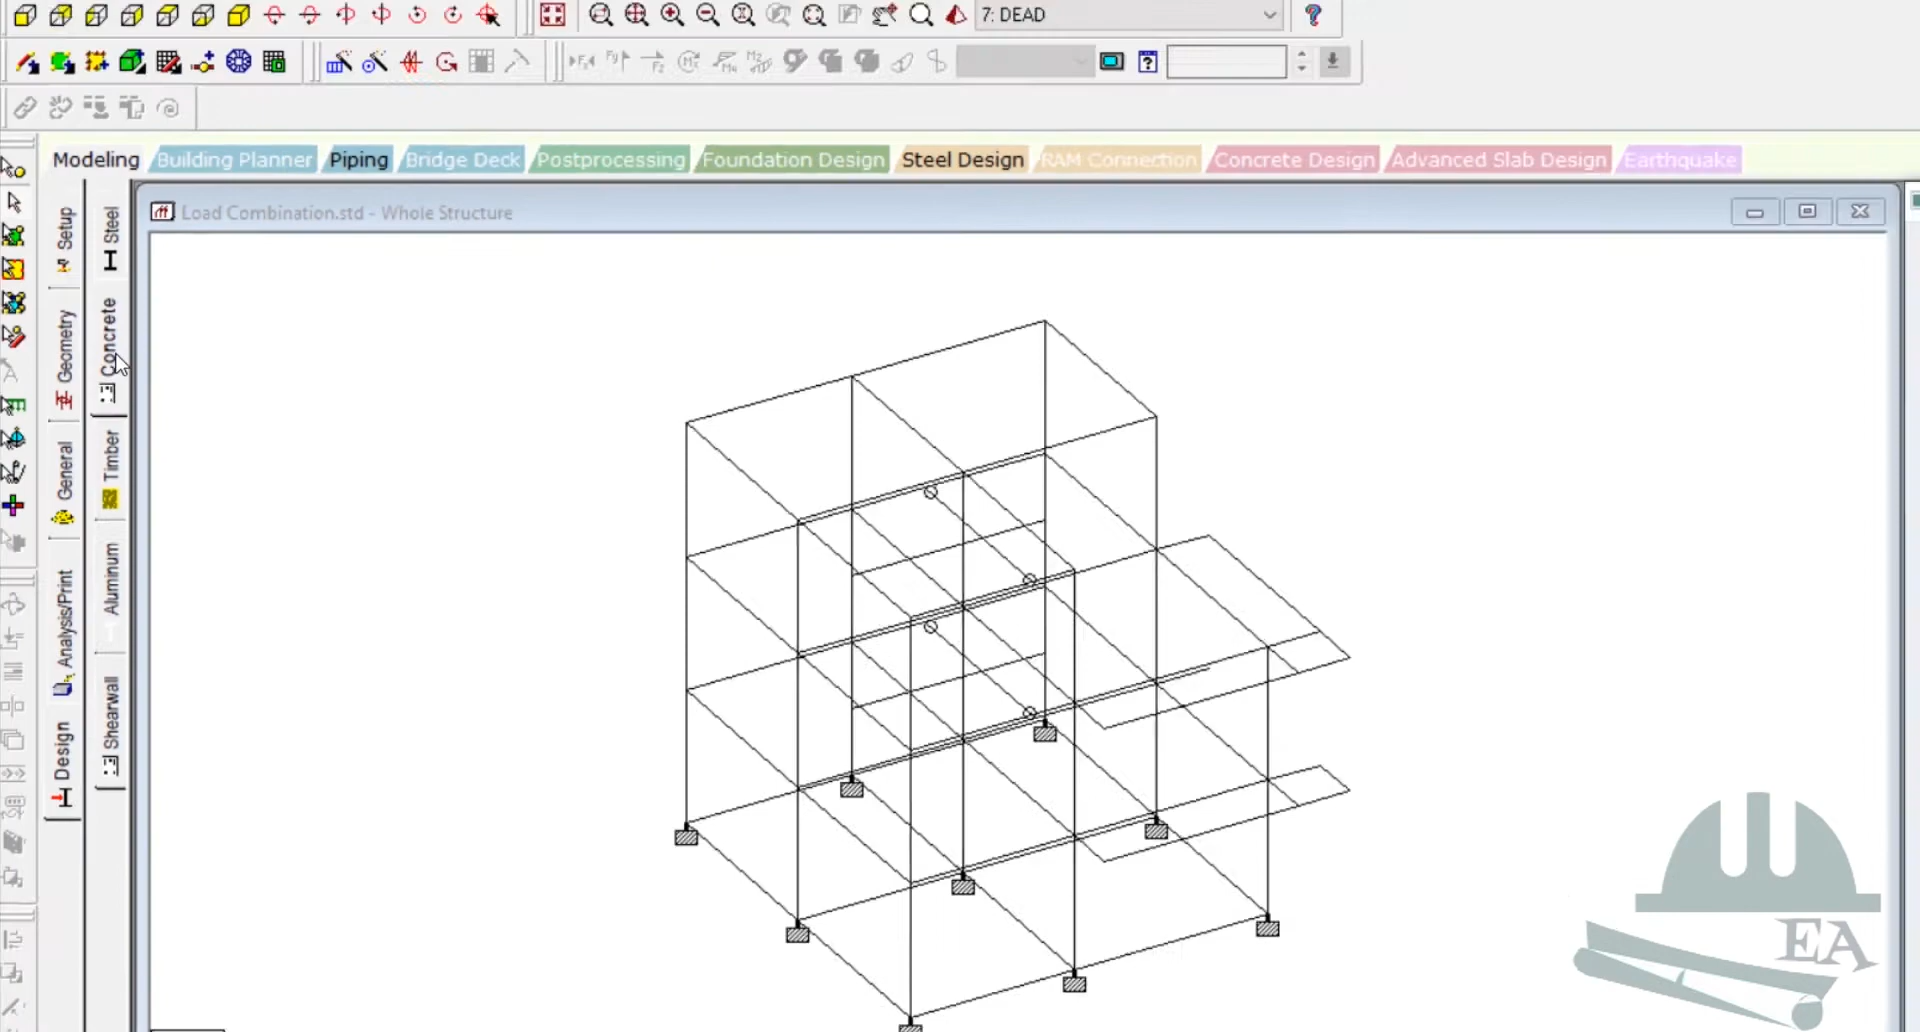 7: DEAD
Modeling Building Planner Piping Bridge Deck Postprocessing Foundation Design Steel Design RAM Connection Concrete Design Advanced Slab Design Earthquake
Load Combination.std - Whole Structure
Setup
Geometry
General
Analysis/Print
Design
Steel
Concrete
Timber
Aluminum
Shearwall
EA